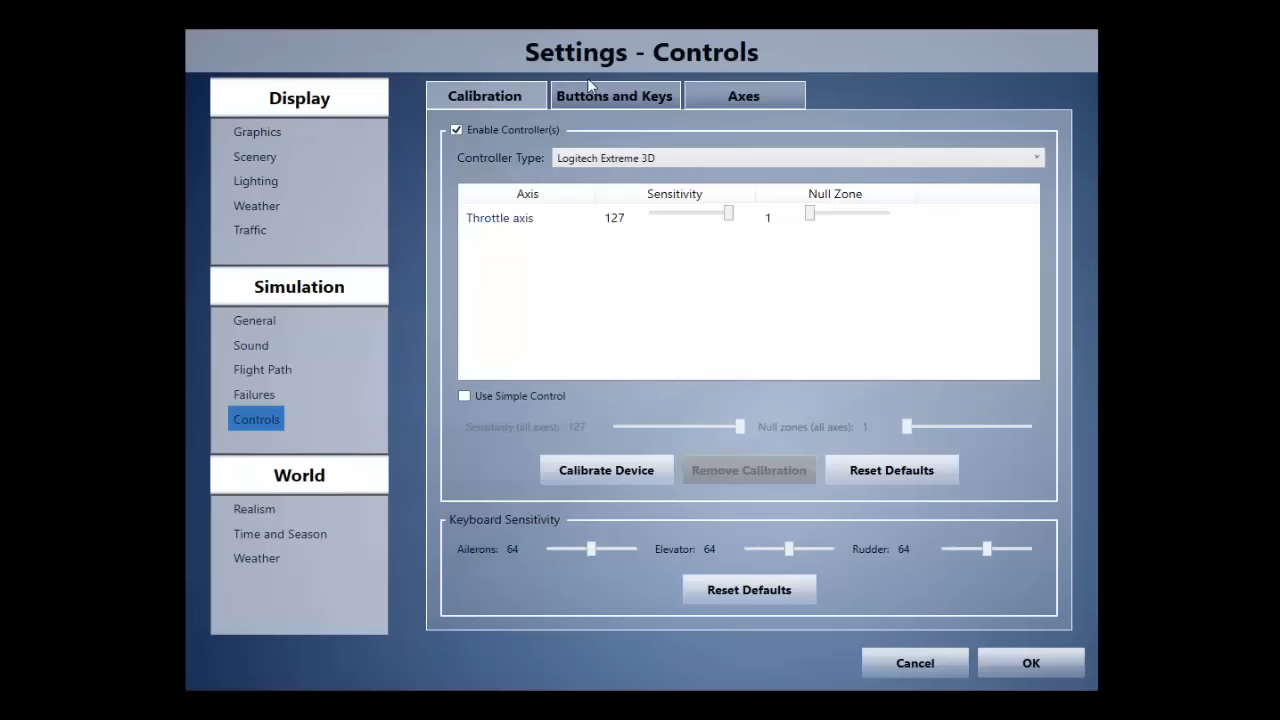 Settings - Controls
Display
Graphics
Scenery
Lighting
Weather
Traffic
Simulation
General
Sound
Flight Path
Failures
Controls
World
Realism
Time and Season
Weather
Calibration Buttons and Keys Axes
Enable Controller(s)
Controller Type: Logitech Extreme 3D
Axis Sensitivity Null Zone
Throttle axis 127 1
Use Simple Control
Sensitivity (all axes): 127 Null zones (all axes): 1
Calibrate Device Remove Calibration Reset Defaults
Keyboard Sensitivity
Ailerons: 64 Elevator: 64 Rudder: 64
Reset Defaults
Cancel OK